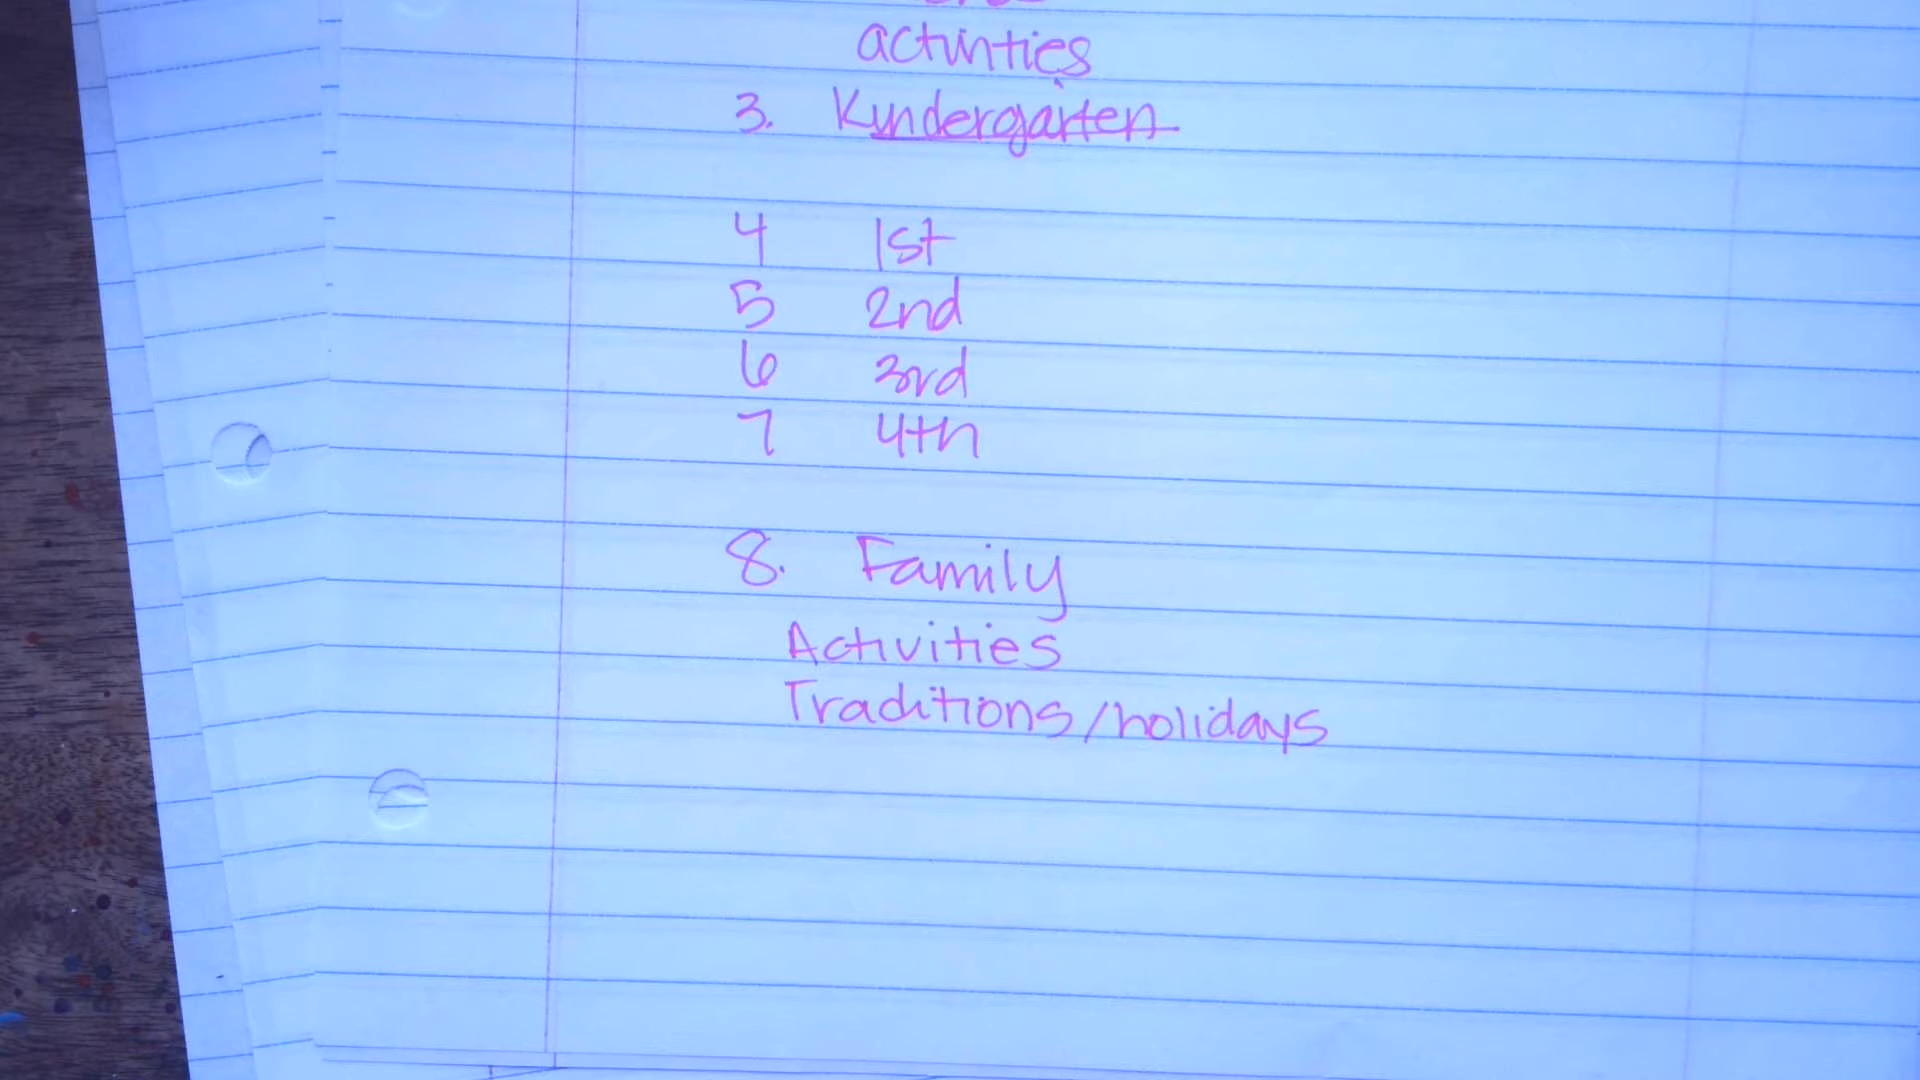 activities
3. Kindergarten
4 1st
5 2nd
6 3rd
7 4th
8. Family
Activities
Traditions/holidays